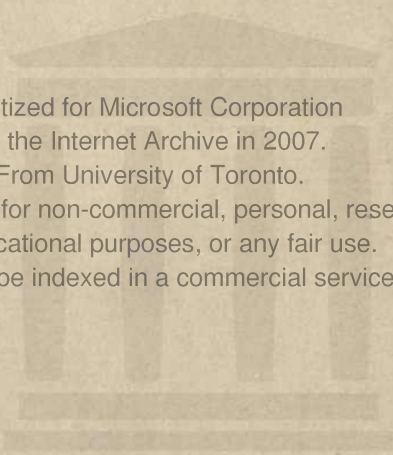 tized for Microsoft Corporation
the Internet Archive in 2007.
From University of Toronto.
for non-commercial, personal, rese
cational purposes, or any fair use.
be indexed in a commercial service